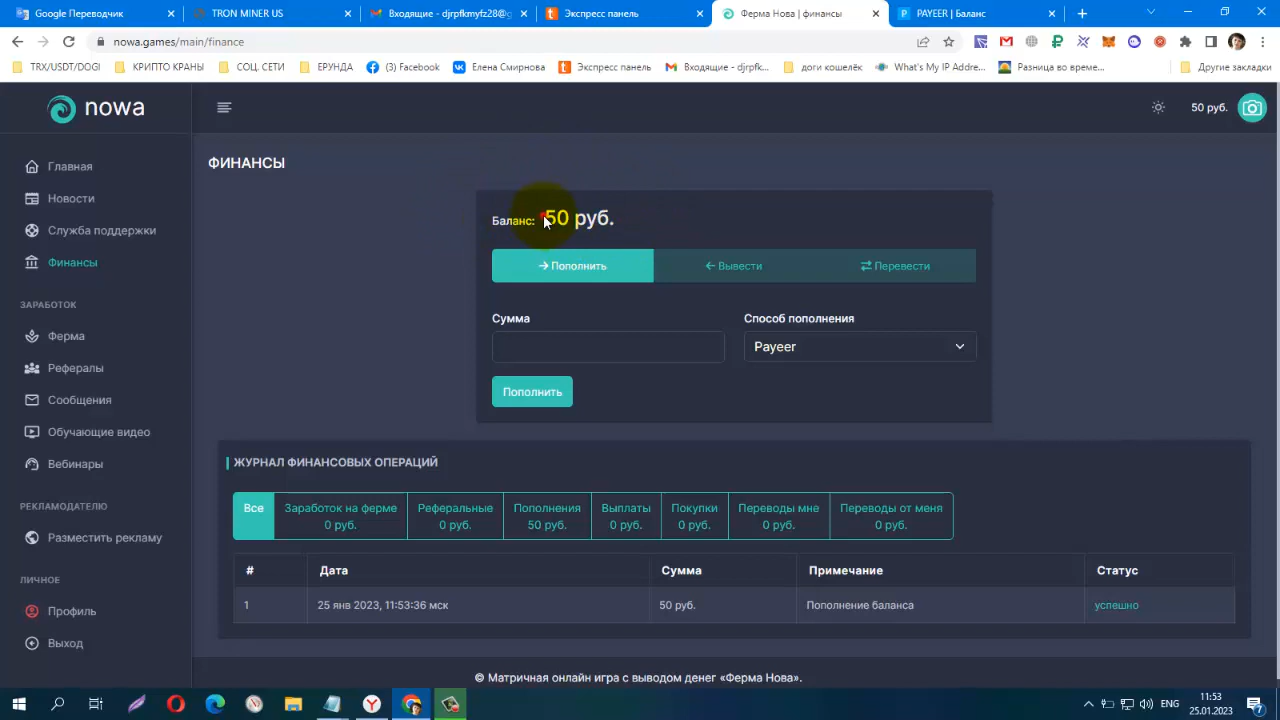 Google Переводчик
TRON MINER US
Входящие - djrpfkmyfz28@g
Экспресс панель
Ферма Нова | финансы
PAYEER | Баланс
nowa.games/main/finance
TRX/USDT/DOGI
КРИПТО КРАНЫ
СОЦ. СЕТИ
ЕРУНДА
(3) Facebook
Елена Смирнова
Экспресс панель
Входящие - djrpfk...
доги кошелёк
What's My IP Addre...
Разница во време...
Другие закладки
nowa
50 руб.
Главная
Новости
Служба поддержки
Финансы
ЗАРАБОТОК
Ферма
Рефералы
Сообщения
Обучающие видео
Вебинары
РЕКЛАМОДАТЕЛЮ
Разместить рекламу
ЛИЧНОЕ
Профиль
Выход
ФИНАНСЫ
Баланс: 50 руб.
Пополнить
Вывести
Перевести
Сумма
Способ пополнения
Payeer
Пополнить
ЖУРНАЛ ФИНАНСОВЫХ ОПЕРАЦИЙ
Все
Заработок на ферме
0 руб.
Реферальные
0 руб.
Пополнения
50 руб.
Выплаты
0 руб.
Покупки
0 руб.
Переводы мне
0 руб.
Переводы от меня
0 руб.
# Дата Сумма Примечание Статус
1 25 янв 2023, 11:53:36 мск 50 руб. Пополнение баланса успешно
© Матричная онлайн игра с выводом денег «Ферма Нова».
ENG
11:53
25.01.2023